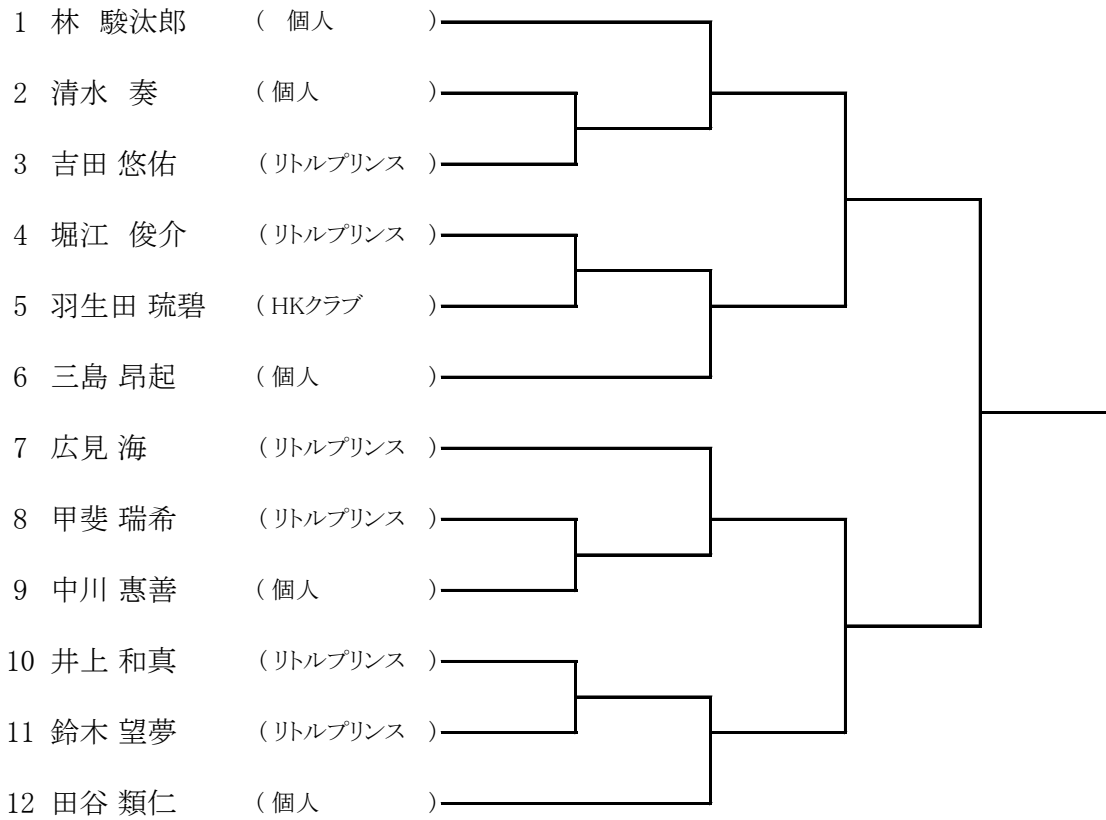 1 林 駿汰郎 ( 個人 )
2 清水 奏 ( 個人 )
3 吉田 悠佑 ( リトルプリンス )
4 堀江 俊介 ( リトルプリンス )
5 羽生田 琉碧 ( HKクラブ )
6 三島 昂起 ( 個人 )
7 広見 海 ( リトルプリンス )
8 甲斐 瑞希 ( リトルプリンス )
9 中川 惠善 ( 個人 )
10 井上 和真 ( リトルプリンス )
11 鈴木 望夢 ( リトルプリンス )
12 田谷 類仁 ( 個人 )